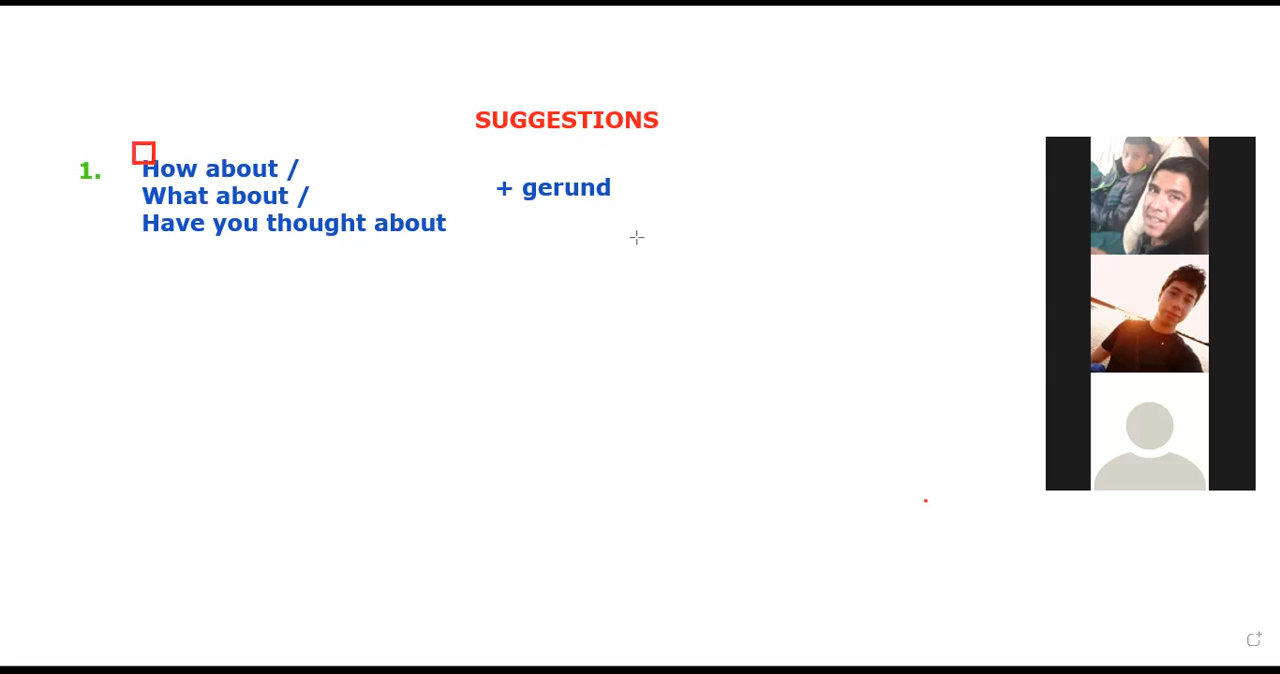 SUGGESTIONS
1. How about /
What about /
Have you thought about
+ gerund